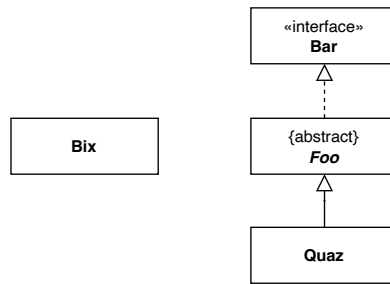 «interface»
Bar
{abstract}
Foo
Bix
Quaz